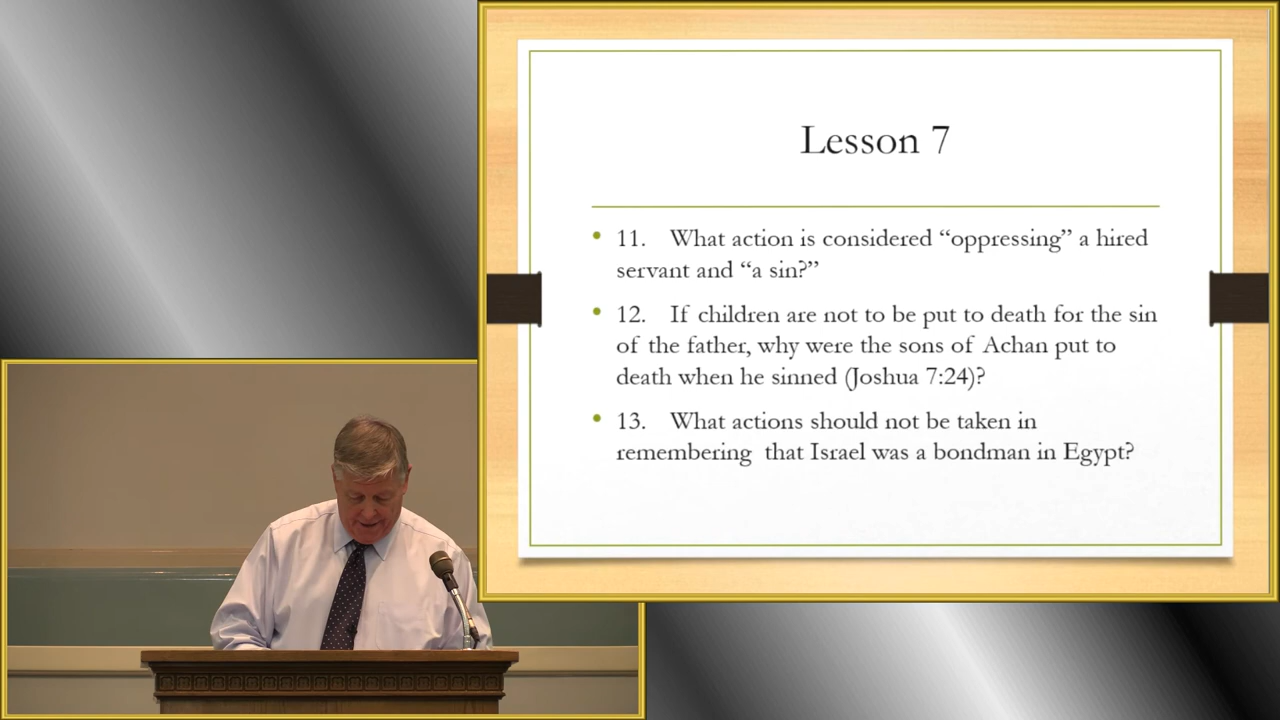 Lesson 7
• 11. What action is considered “oppressing” a hired
servant and “a sin?”
• 12. If children are not to be put to death for the sin
of the father, why were the sons of Achan put to
death when he sinned (Joshua 7:24)?
• 13. What actions should not be taken in
remembering that Israel was a bondman in Egypt?